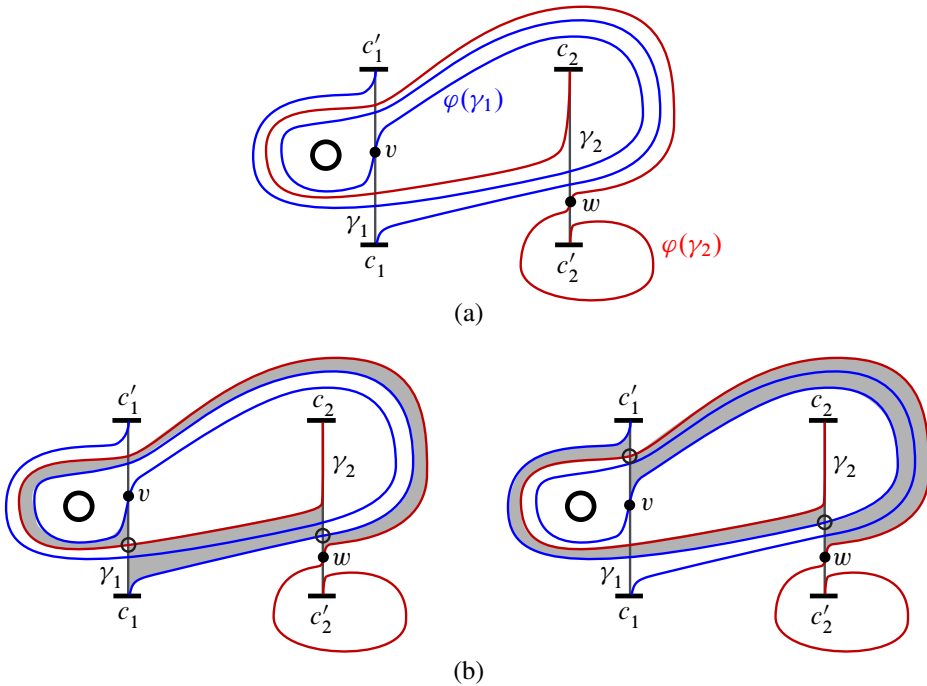 c′₁ c₂
φ(γ₁)
v γ₂
γ₁ w
c₁ c′₂ φ(γ₂)
(a)
c′₁ c₂ c′₁ c₂
γ₂ γ₂
v v
γ₁ w γ₁ w
c₁ c′₂ c₁ c′₂
(b)